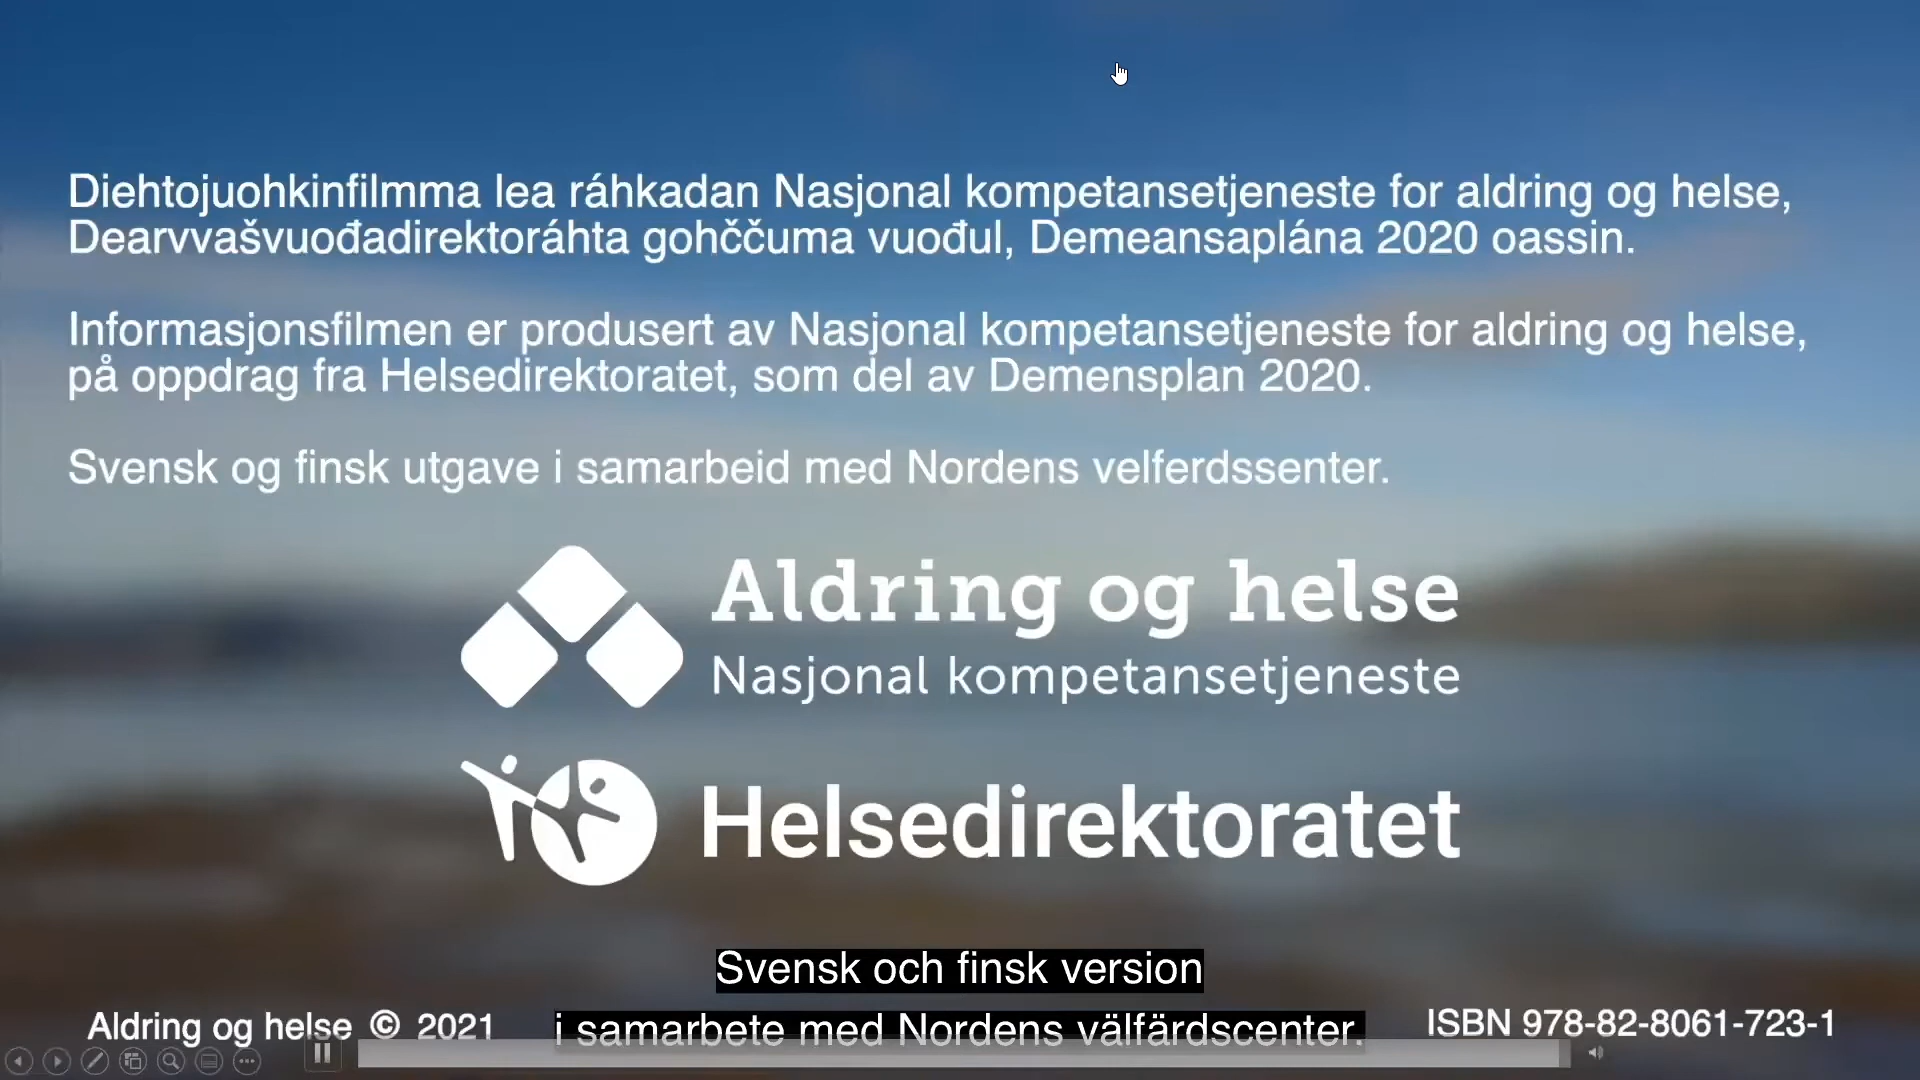 Diehtojuohkinfilmma lea ráhkadan Nasjonal kompetansetjeneste for aldring og helse,
Dearvvašvuođadirektoráhta gohččuma vuođul, Demeansaplána 2020 oassin.
Informasjonsfilmen er produsert av Nasjonal kompetansetjeneste for aldring og helse,
på oppdrag fra Helsedirektoratet, som del av Demensplan 2020.
Svensk og finsk utgave i samarbeid med Nordens velferdssenter.
Aldring og helse
Nasjonal kompetansetjeneste
Helsedirektoratet
Svensk och finsk version
i samarbete med Nordens välfärdscenter.
Aldring og helse © 2021
ISBN 978-82-8061-723-1